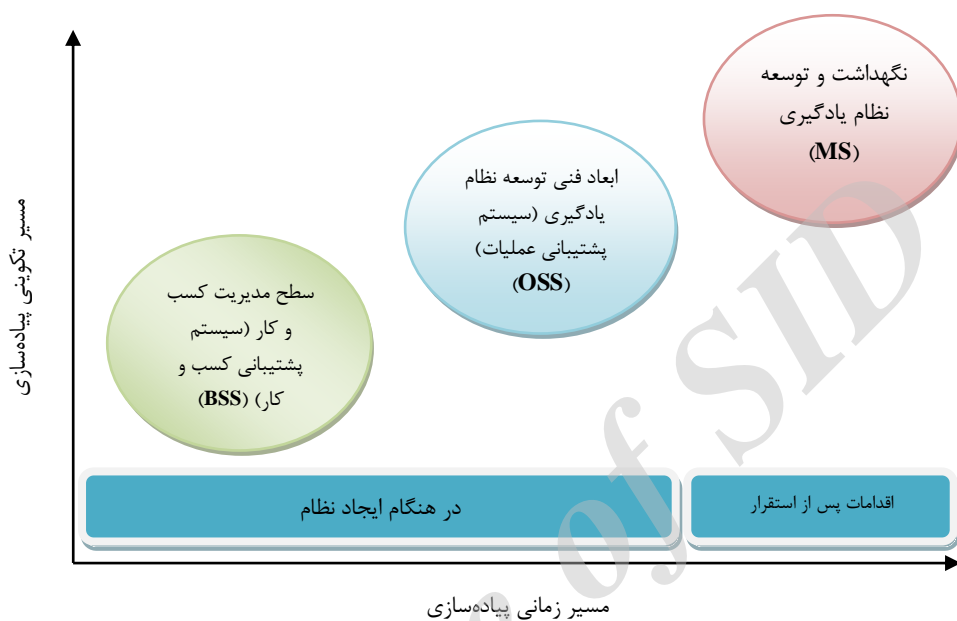 نگهداشت و توسعه
نظام یادگیری
(MS)
ابعاد فنی توسعه نظام
یادگیری (سیستم
پشتیبانی عملیات)
(OSS)
سطح مدیریت کسب
و کار (سیستم
پشتیبانی کسب و
کار) (BSS)
مسیر تکوینی پیاده‌سازی
در هنگام ایجاد نظام
اقدامات پس از استقرار
مسیر زمانی پیاده‌سازی
of SID